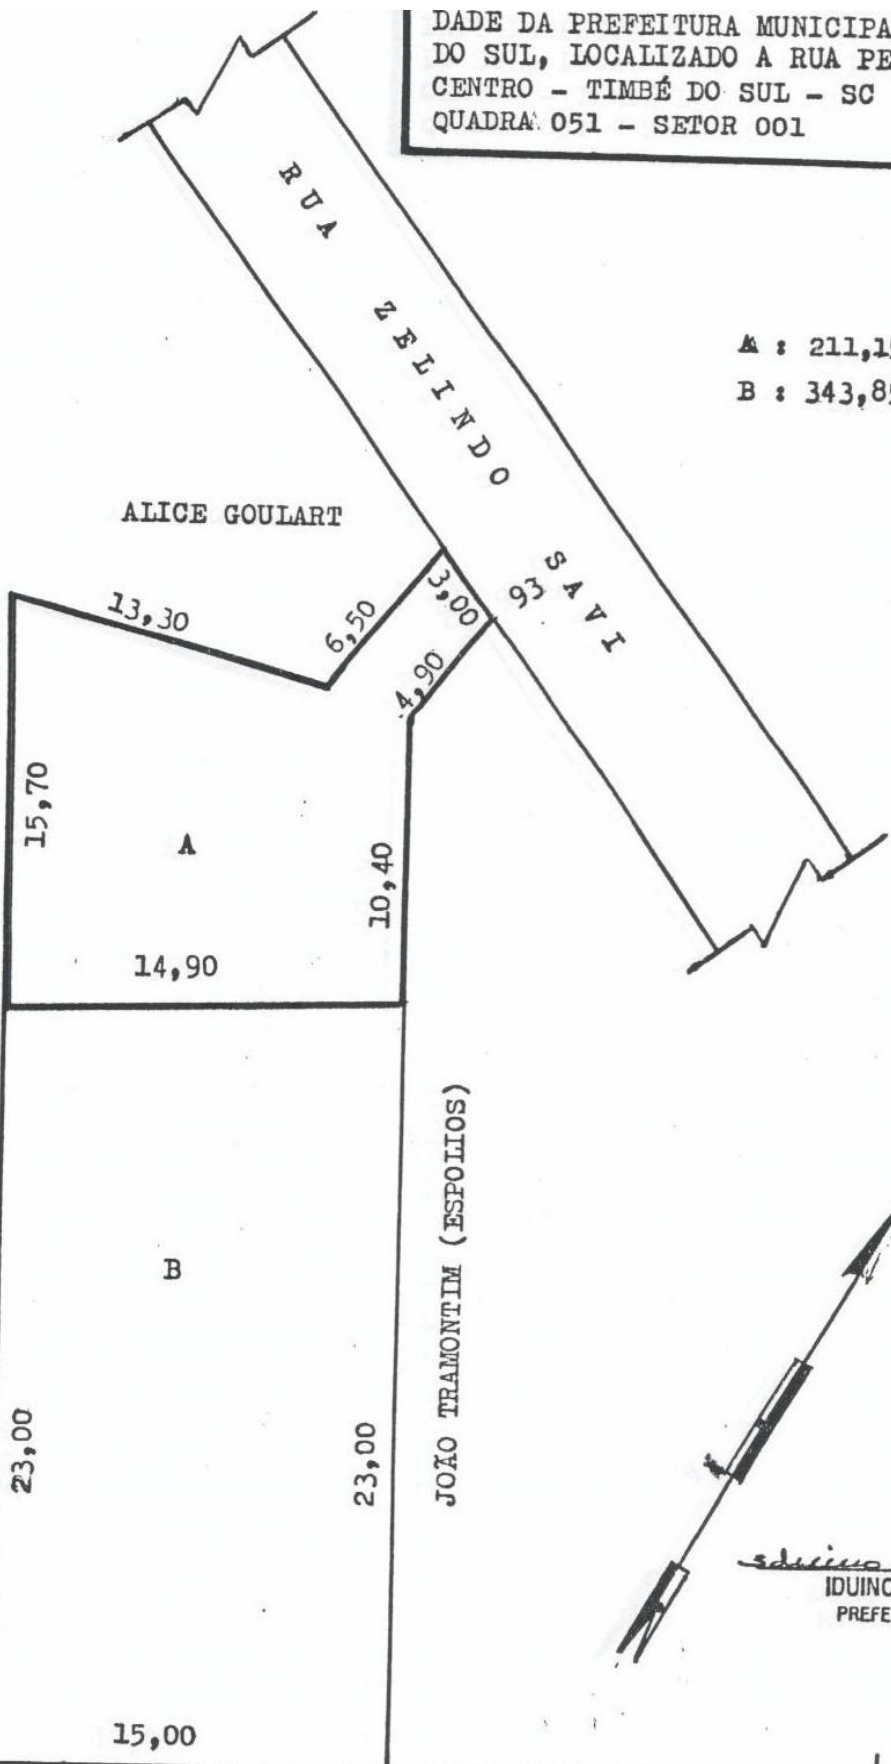 DADE DA PREFEITURA MUNICIPA
DO SUL, LOCALIZADO A RUA PE
CENTRO - TIMBÉ DO SUL - SC
QUADRA 051 - SETOR 001
RUA ZELINDO SAVI
A : 211,1
B : 343,8
ALICE GOULART
13,30
6,50
3,00
93
4,90
15,70
A
10,40
14,90
JOÃO TRAMONTIM (ESPOLIOS)
B
23,00
23,00
IDUINO
PREFE
15,00